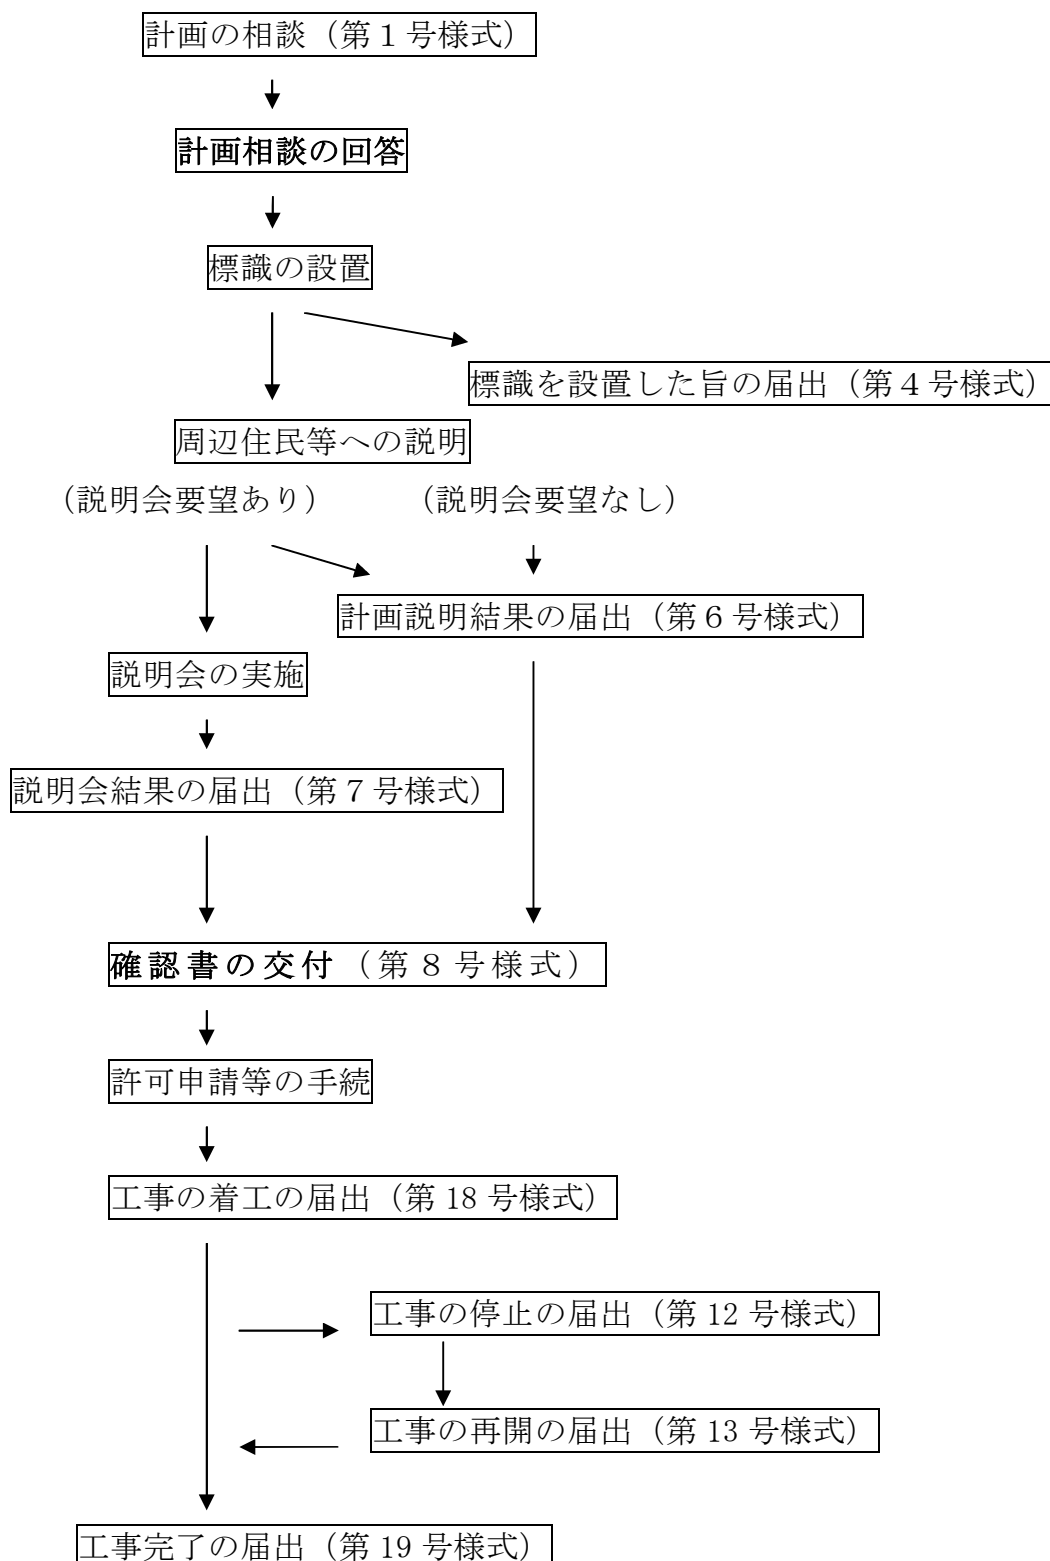 計画の相談（第１号様式）
計画相談の回答
標識の設置
標識を設置した旨の届出（第４号様式）
周辺住民等への説明
（説明会要望あり） （説明会要望なし）
計画説明結果の届出（第６号様式）
説明会の実施
説明会結果の届出（第７号様式）
確認書の交付（第８号様式）
許可申請等の手続
工事の着工の届出（第 18 号様式）
工事の停止の届出（第 12 号様式）
工事の再開の届出（第 13 号様式）
工事完了の届出（第 19 号様式）